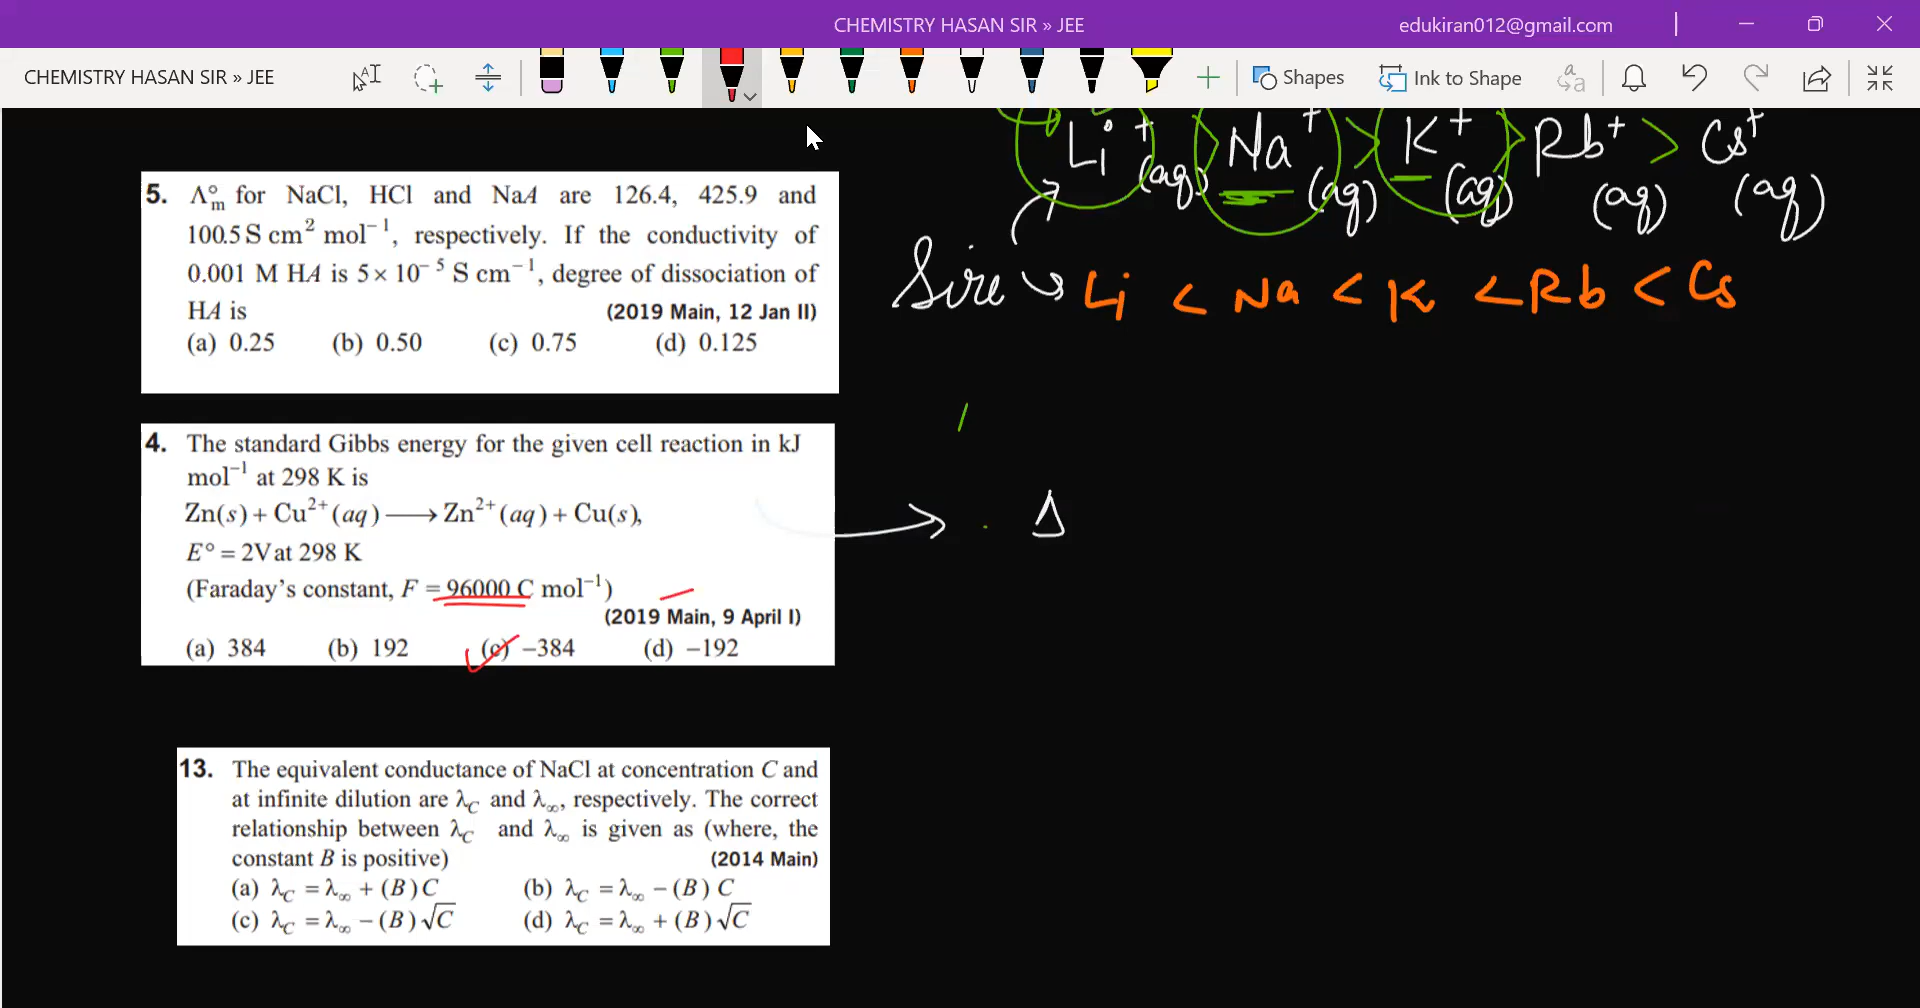 CHEMISTRY HASAN SIR » JEE
edukiran012@gmail.com
CHEMISTRY HASAN SIR » JEE
Shapes
Ink to Shape
Li⁺(aq) > Na⁺(aq) > K⁺(aq) > Rb⁺(aq) > Cs⁺(aq)
Size → Li < Na < K < Rb < Cs
5. Λ°m for NaCl, HCl and NaA are 126.4, 425.9 and
100.5 S cm² mol⁻¹, respectively. If the conductivity of
0.001 M HA is 5 × 10⁻⁵ S cm⁻¹, degree of dissociation of
HA is (2019 Main, 12 Jan II)
(a) 0.25 (b) 0.50 (c) 0.75 (d) 0.125
4. The standard Gibbs energy for the given cell reaction in kJ
mol⁻¹ at 298 K is
Zn(s) + Cu²⁺(aq) ⟶ Zn²⁺(aq) + Cu(s),
E° = 2V at 298 K
(Faraday's constant, F = 96000 C mol⁻¹)
(2019 Main, 9 April I)
(a) 384 (b) 192 (c) –384 (d) –192
Δ
13. The equivalent conductance of NaCl at concentration C and
at infinite dilution are λC and λ∞, respectively. The correct
relationship between λC and λ∞ is given as (where, the
constant B is positive) (2014 Main)
(a) λC = λ∞ + (B) C (b) λC = λ∞ – (B) C
(c) λC = λ∞ – (B) √C (d) λC = λ∞ + (B) √C